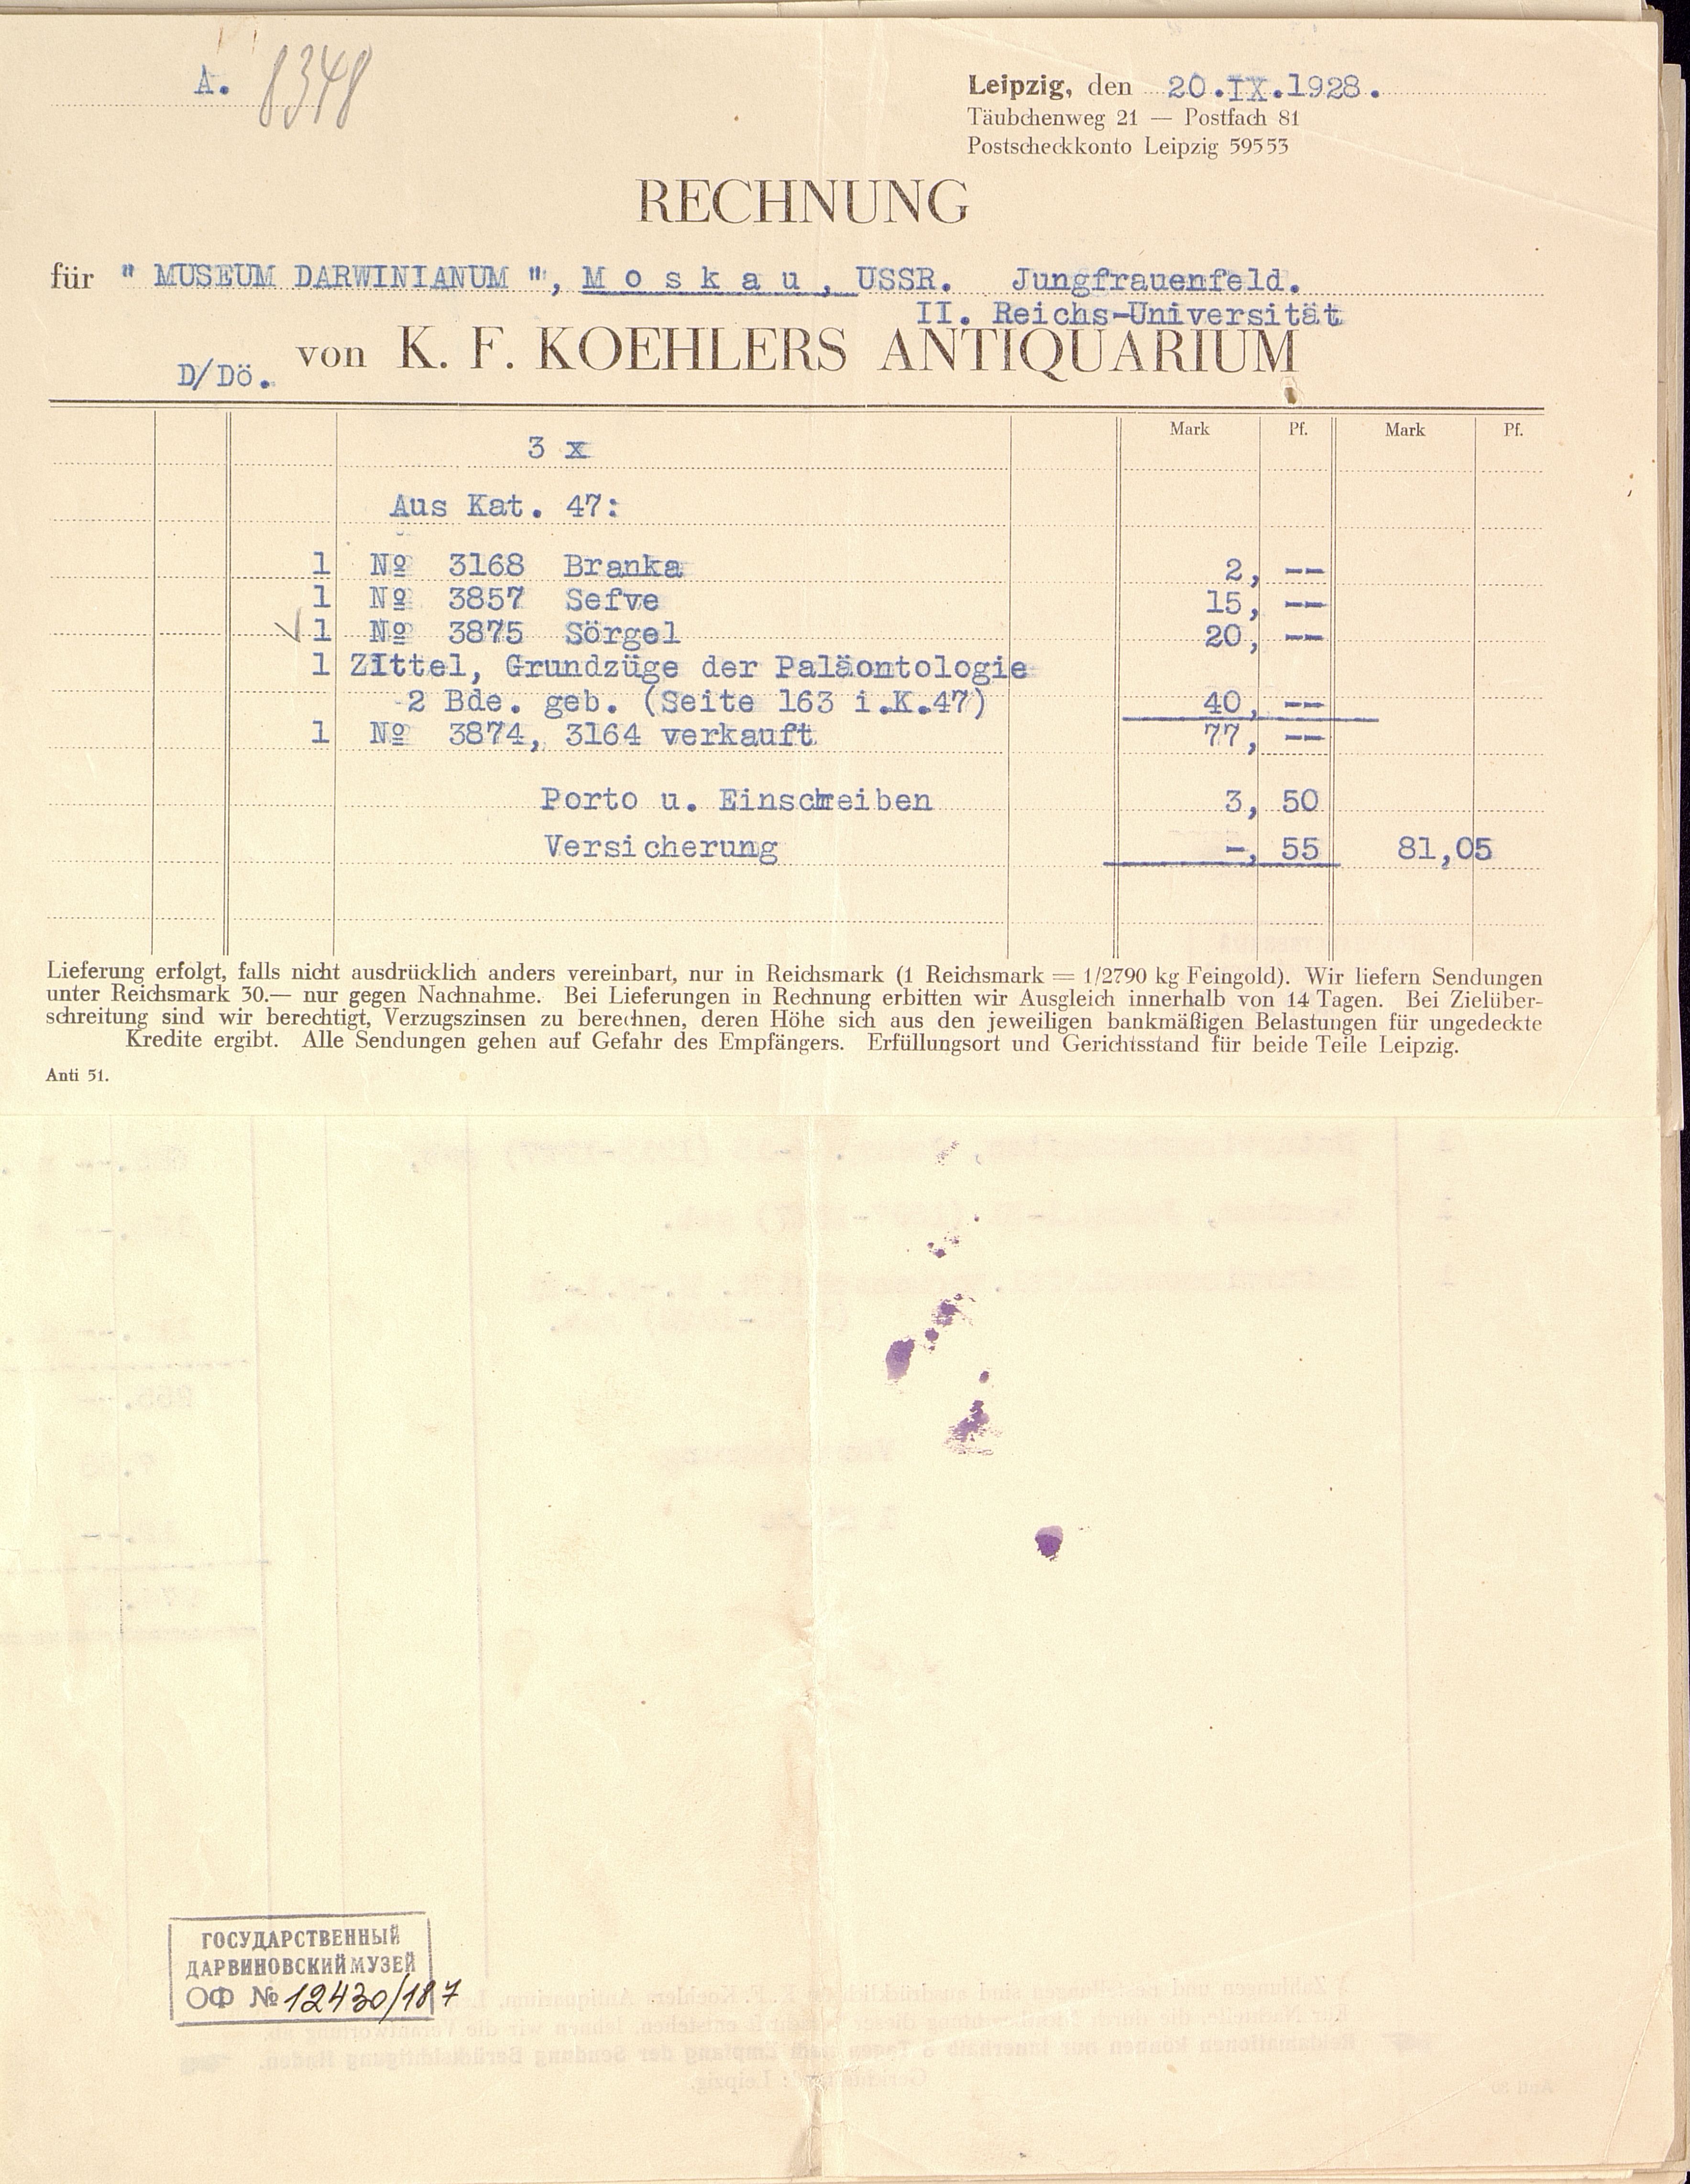 A. 8348
Leipzig, den 20.IX.1928.
Täubchenweg 21 — Postfach 81
Postscheckkonto Leipzig 59553
RECHNUNG
für " MUSEUM DARWINIANUM ", M o s k a u , USSR. Jungfrauenfeld.
II. Reichs-Universität
von K. F. KOEHLERS ANTIQUARIUM
D/Dö.
Mark Pf. Mark Pf.
3 x
Aus Kat. 47:
1 № 3168 Branka 2, --
1 № 3857 Sefve 15, --
1 № 3875 Sörgel 20, --
1 ZIttel, Grundzüge der Paläontologie
2 Bde. geb. (Seite 163 i.K.47) 40, --
1 № 3874, 3164 verkauft 77, --
Porto u. Einschreiben 3, 50
Versicherung -, 55 81,05
Lieferung erfolgt, falls nicht ausdrücklich anders vereinbart, nur in Reichsmark (1 Reichsmark = 1/2790 kg Feingold). Wir liefern Sendungen
unter Reichsmark 30.— nur gegen Nachnahme. Bei Lieferungen in Rechnung erbitten wir Ausgleich innerhalb von 14 Tagen. Bei Zielüber-
schreitung sind wir berechtigt, Verzugszinsen zu berechnen, deren Höhe sich aus den jeweiligen bankmäßigen Belastungen für ungedeckte
Kredite ergibt. Alle Sendungen gehen auf Gefahr des Empfängers. Erfüllungsort und Gerichtsstand für beide Teile Leipzig.
Anti 51.
ГОСУДАРСТВЕННЫЙ
ДАРВИНОВСКИЙ МУЗЕЙ
ОФ № 12430/187